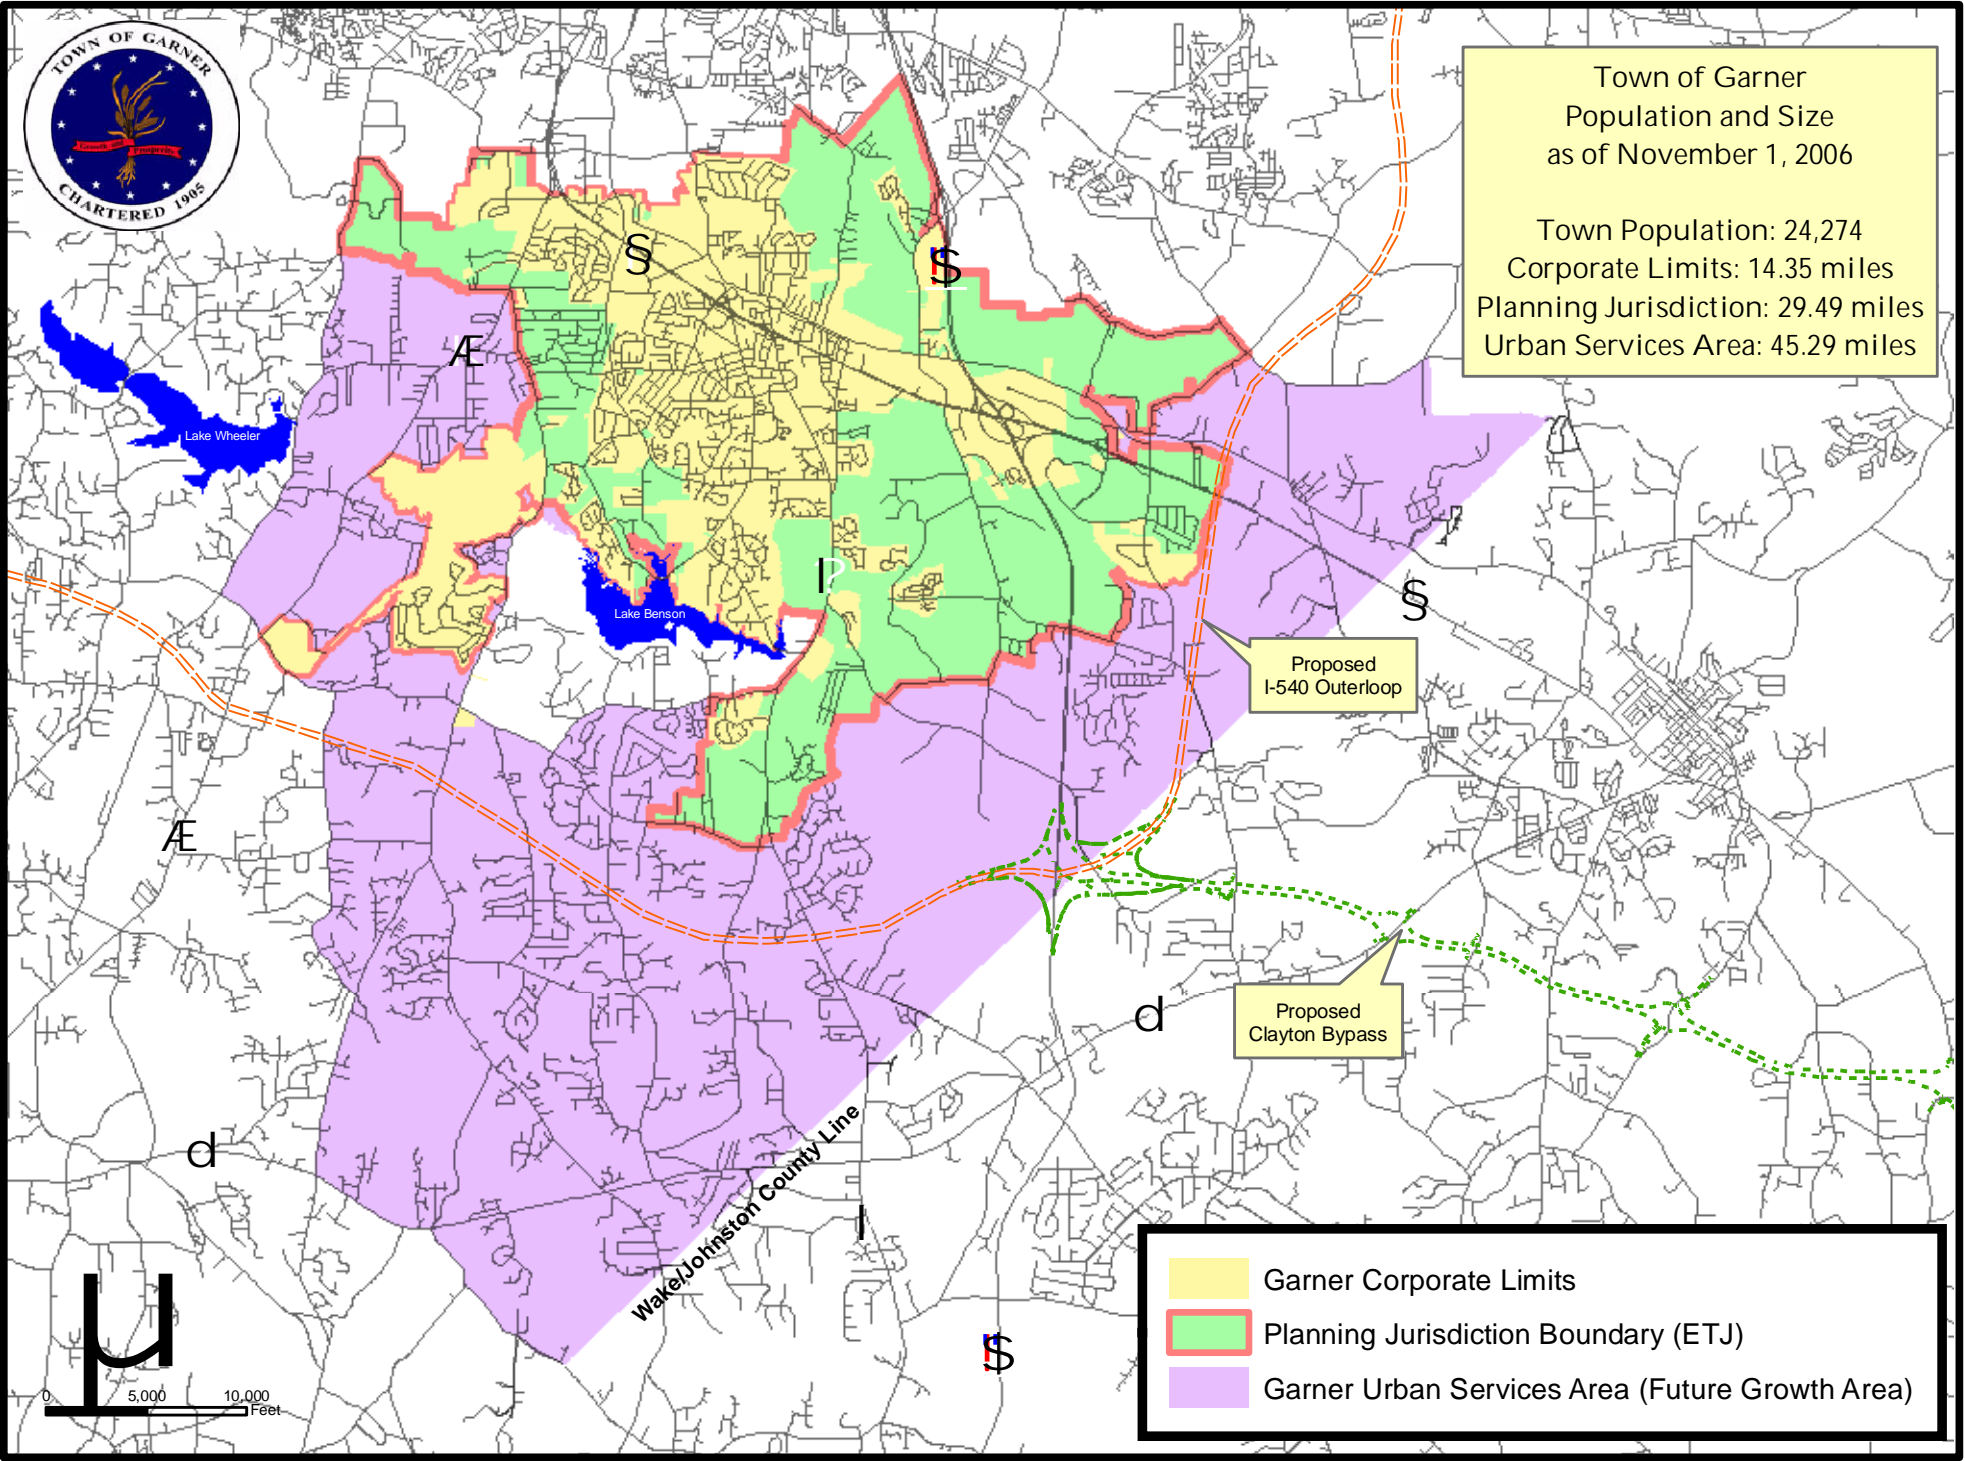 TOWN OF GARNER
Growth and Prosperity
CHARTERED 1905
Town of Garner
Population and Size
as of November 1, 2006
Town Population: 24,274
Corporate Limits: 14.35 miles
Planning Jurisdiction: 29.49 miles
Urban Services Area: 45.29 miles
§
$
Æ
Lake Wheeler
I?
Lake Benson
§
Proposed
I-540 Outerloop
Æ
d
Proposed
Clayton Bypass
d
Wake/Johnston County Line
I
$
µ
0 5,000 10,000
Feet
Garner Corporate Limits
Planning Jurisdiction Boundary (ETJ)
Garner Urban Services Area (Future Growth Area)